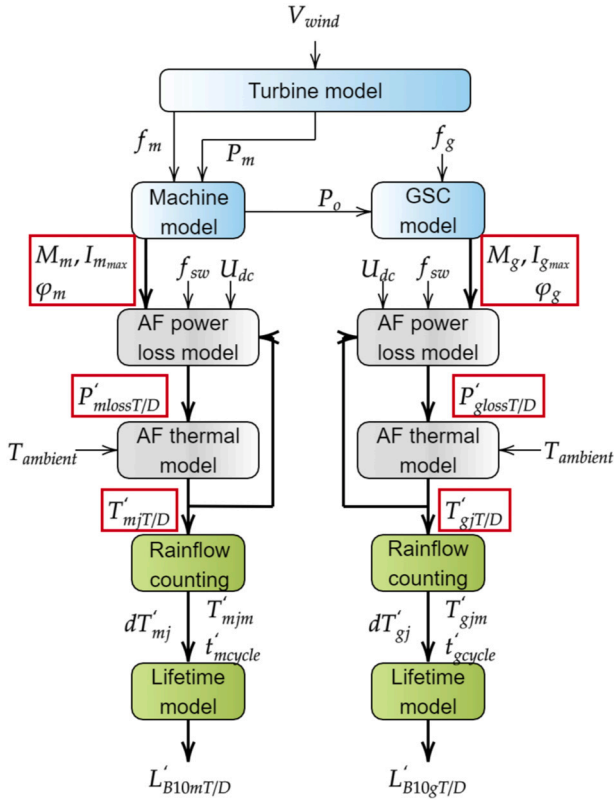 V_wind
Turbine model
f_m
P_m
f_g
Machine model
P_o
GSC model
M_m, I_m_max
φ_m
f_sw
U_dc
U_dc
f_sw
M_g, I_g_max
φ_g
AF power
loss model
AF power
loss model
P'_mlossT/D
P'_glossT/D
T_ambient
AF thermal
model
AF thermal
model
T_ambient
T'_mjT/D
T'_gjT/D
Rainflow
counting
Rainflow
counting
dT'_mj
T'_mjm
t'_mcycle
dT'_gj
T'_gjm
t'_gcycle
Lifetime
model
Lifetime
model
L'_B10mT/D
L'_B10gT/D